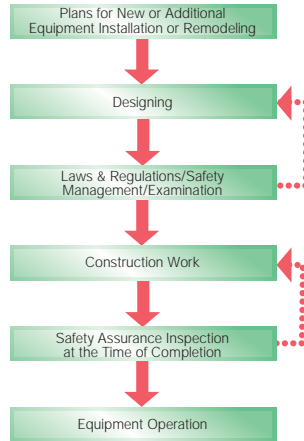 Plans for New or Additional
Equipment Installation or Remodeling
Designing
Laws & Regulations/Safety
Management/Examination
Construction Work
Safety Assurance Inspection
at the Time of Completion
Equipment Operation